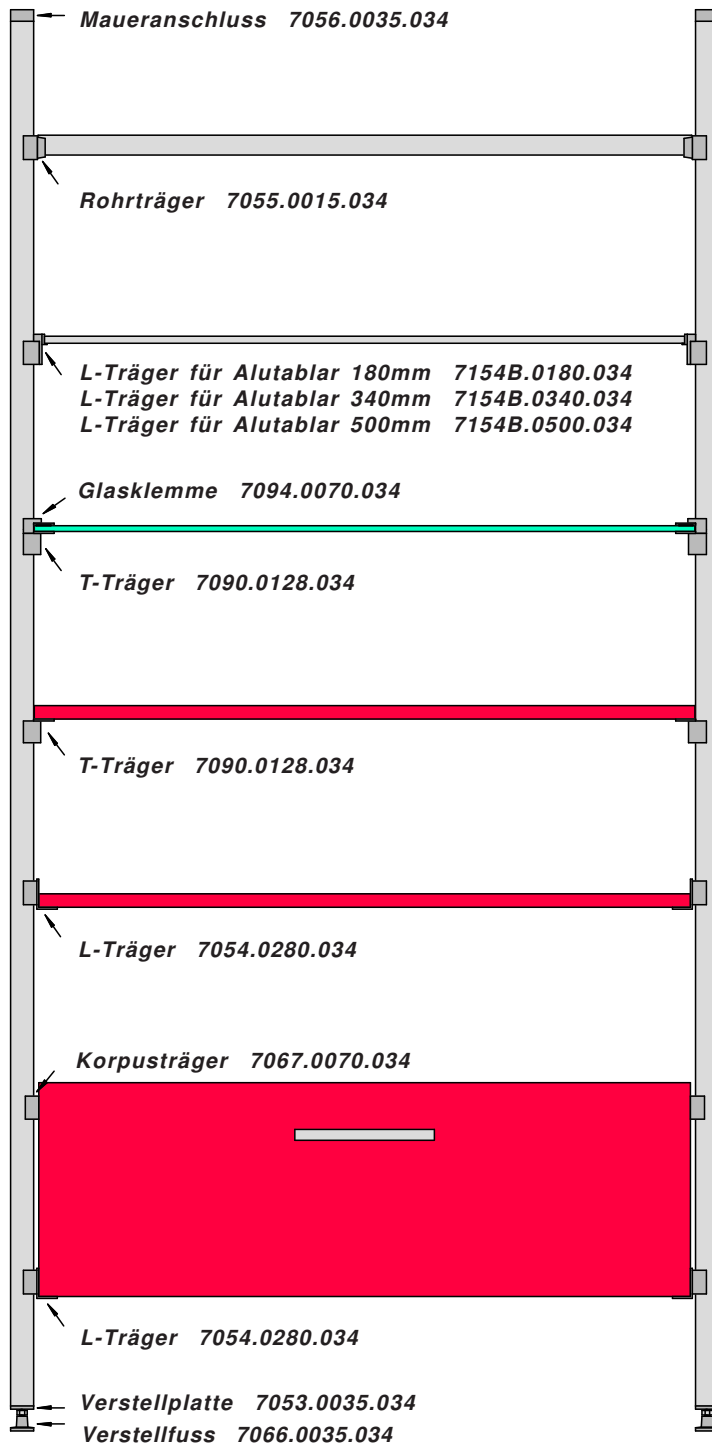 Maueranschluss 7056.0035.034
Rohrträger 7055.0015.034
L-Träger für Alutablar 180mm 7154B.0180.034
L-Träger für Alutablar 340mm 7154B.0340.034
L-Träger für Alutablar 500mm 7154B.0500.034
Glasklemme 7094.0070.034
T-Träger 7090.0128.034
T-Träger 7090.0128.034
L-Träger 7054.0280.034
Korpusträger 7067.0070.034
L-Träger 7054.0280.034
Verstellplatte 7053.0035.034
Verstellfuss 7066.0035.034